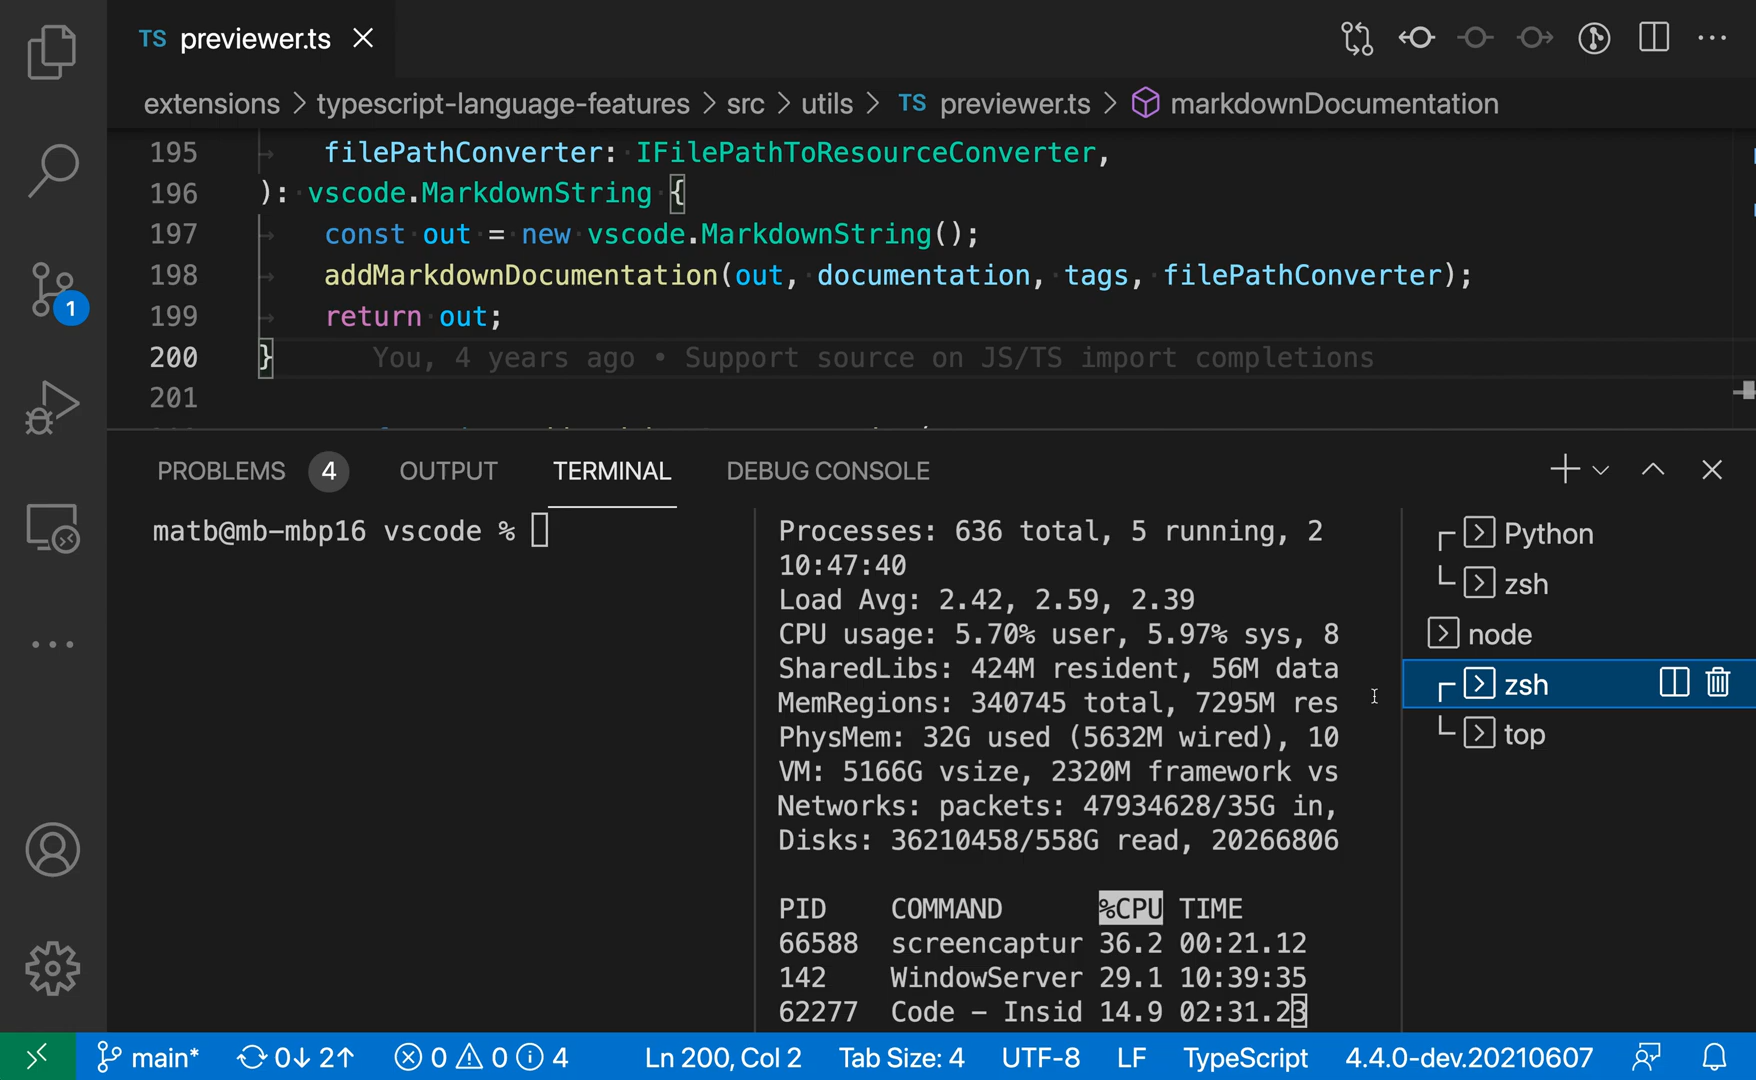 TS previewer.ts
extensions > typescript-language-features > src > utils > TS previewer.ts > markdownDocumentation
195 filePathConverter: IFilePathToResourceConverter,
196 ): vscode.MarkdownString {
197 const out = new vscode.MarkdownString();
198 addMarkdownDocumentation(out, documentation, tags, filePathConverter);
199 return out;
200 } You, 4 years ago • Support source on JS/TS import completions
201
1
PROBLEMS 4 OUTPUT TERMINAL DEBUG CONSOLE
matb@mb-mbp16 vscode %
Processes: 636 total, 5 running, 2
10:47:40
Load Avg: 2.42, 2.59, 2.39
CPU usage: 5.70% user, 5.97% sys, 8
SharedLibs: 424M resident, 56M data
MemRegions: 340745 total, 7295M res
PhysMem: 32G used (5632M wired), 10
VM: 5166G vsize, 2320M framework vs
Networks: packets: 47934628/35G in,
Disks: 36210458/558G read, 20266806
PID COMMAND %CPU TIME
66588 screencaptur 36.2 00:21.12
142 WindowServer 29.1 10:39:35
62277 Code - Insid 14.9 02:31.23
Python
zsh
node
zsh
top
main* 0↓ 2↑ 0 0 4 Ln 200, Col 2 Tab Size: 4 UTF-8 LF TypeScript 4.4.0-dev.20210607